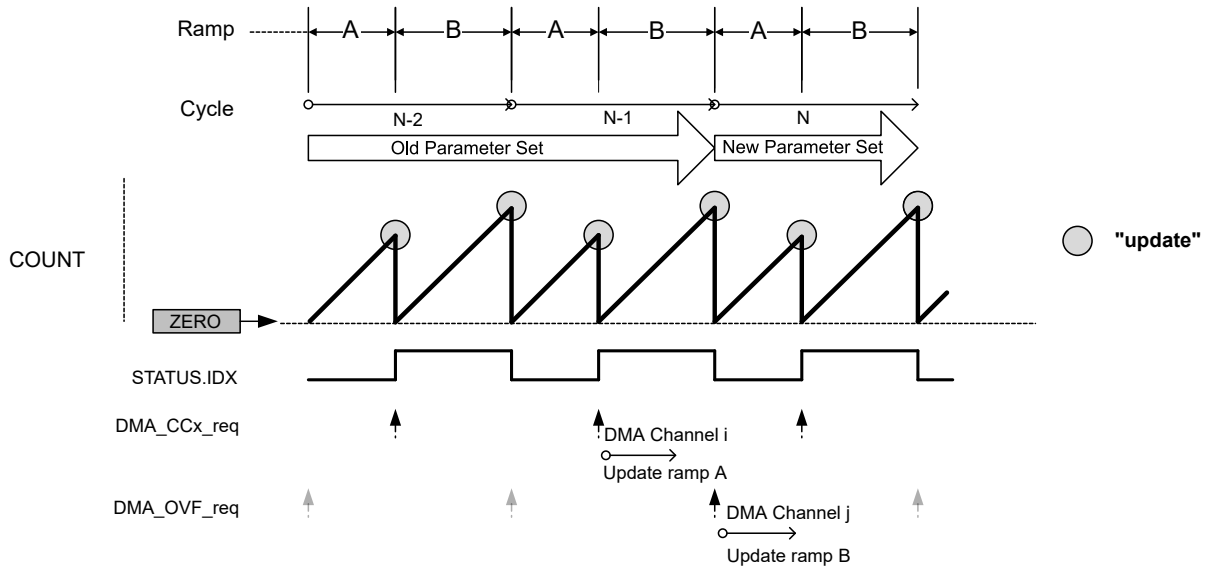 Ramp A B A B A B
Cycle
N-2 N-1 N
Old Parameter Set New Parameter Set
"update"
COUNT
ZERO
STATUS.IDX
DMA_CCx_req
DMA Channel i
Update ramp A
DMA_OVF_req
DMA Channel j
Update ramp B